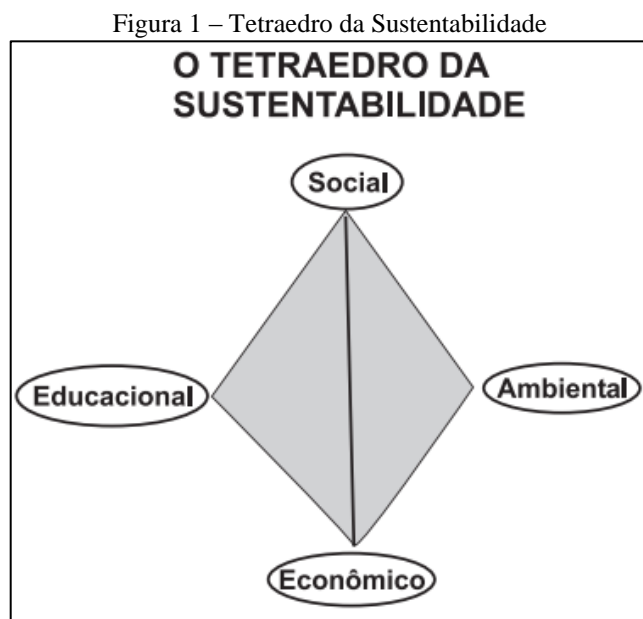 Figura 1 – Tetraedro da Sustentabilidade
O TETRAEDRO DA
SUSTENTABILIDADE
Social
Educacional
Ambiental
Econômico